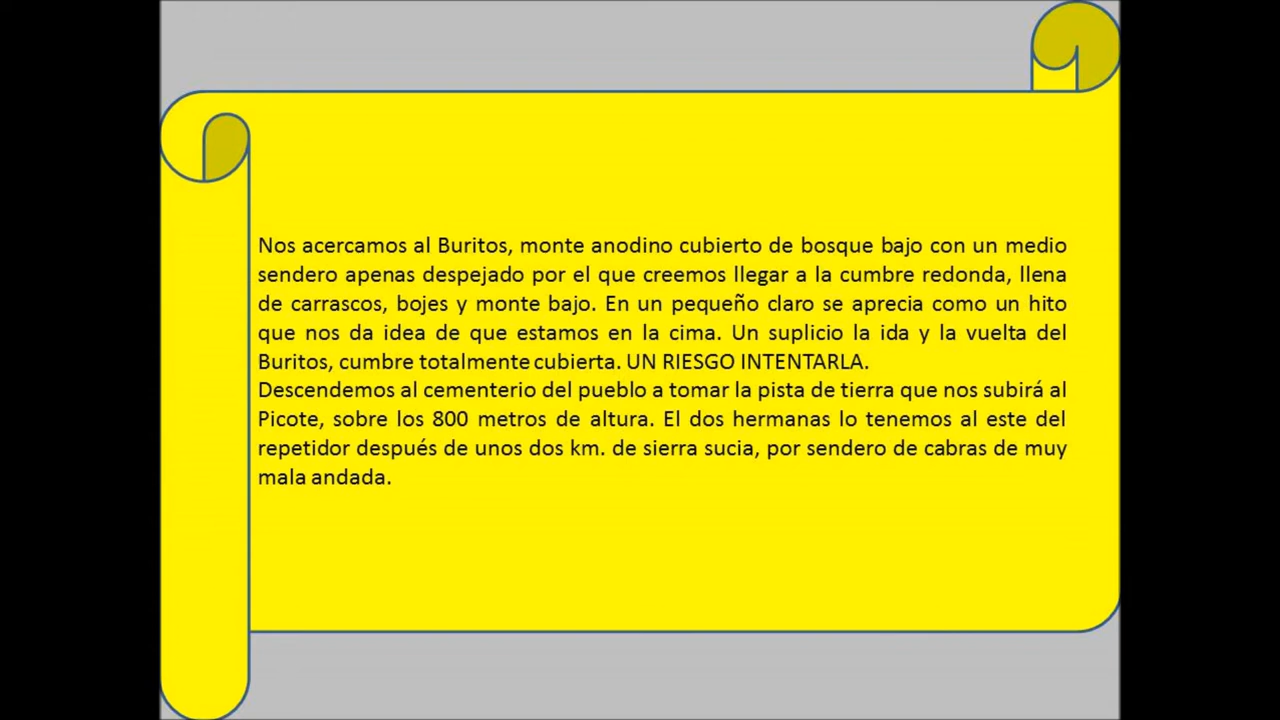 Nos acercamos al Buritos, monte anodino cubierto de bosque bajo con un medio
sendero apenas despejado por el que creemos llegar a la cumbre redonda, llena
de carrascos, bojes y monte bajo. En un pequeño claro se aprecia como un hito
que nos da idea de que estamos en la cima. Un suplicio la ida y la vuelta del
Buritos, cumbre totalmente cubierta. UN RIESGO INTENTARLA.
Descendemos al cementerio del pueblo a tomar la pista de tierra que nos subirá al
Picote, sobre los 800 metros de altura. El dos hermanas lo tenemos al este del
repetidor después de unos dos km. de sierra sucia, por sendero de cabras de muy
mala andada.